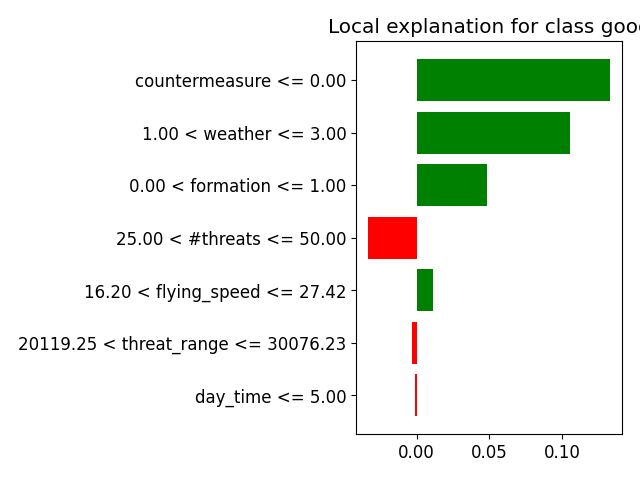 Local explanation for class good
countermeasure <= 0.00
1.00 < weather <= 3.00
0.00 < formation <= 1.00
25.00 < #threats <= 50.00
16.20 < flying_speed <= 27.42
20119.25 < threat_range <= 30076.23
day_time <= 5.00
0.00 0.05 0.10